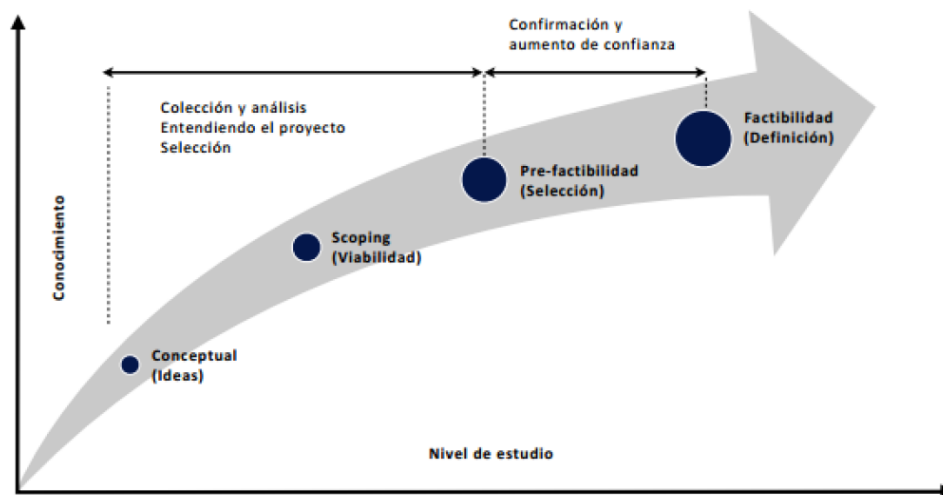 Confirmación y
aumento de confianza
Colección y análisis
Entendiendo el proyecto
Selección
Factibilidad
(Definición)
Pre-factibilidad
(Selección)
Scoping
(Viabilidad)
Conocimiento
Conceptual
(Ideas)
Nivel de estudio